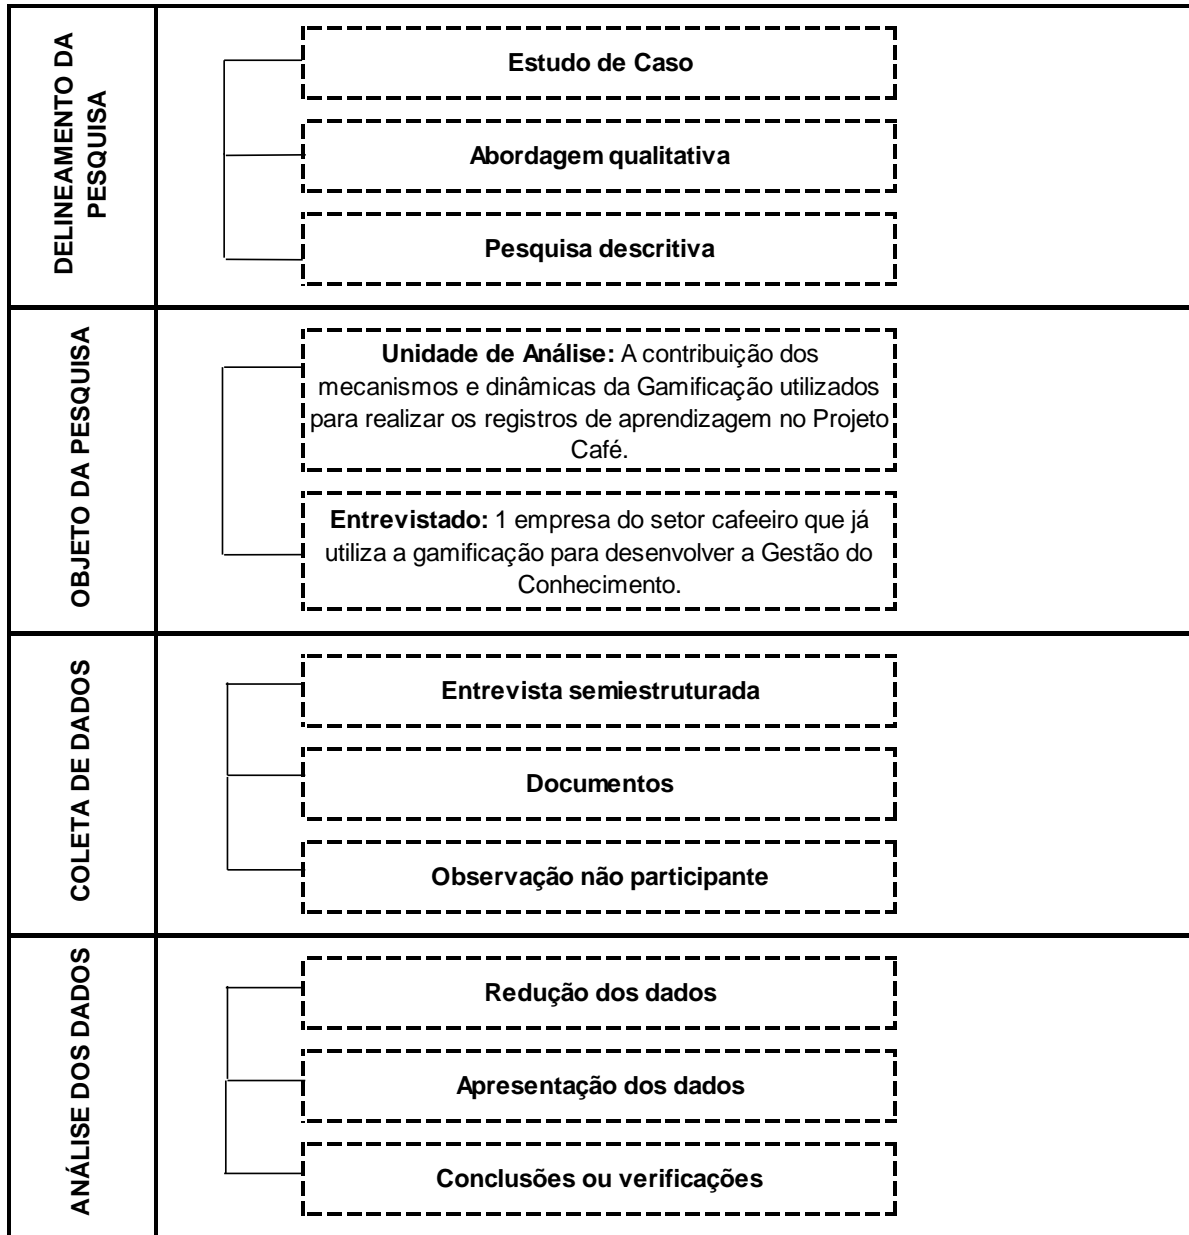 DELINEAMENTO DA
PESQUISA
Estudo de Caso
Abordagem qualitativa
Pesquisa descritiva
OBJETO DA PESQUISA
Unidade de Análise: A contribuição dos
mecanismos e dinâmicas da Gamificação utilizados
para realizar os registros de aprendizagem no Projeto
Café.
Entrevistado: 1 empresa do setor cafeeiro que já
utiliza a gamificação para desenvolver a Gestão do
Conhecimento.
COLETA DE DADOS
Entrevista semiestruturada
Documentos
Observação não participante
ANÁLISE DOS DADOS
Redução dos dados
Apresentação dos dados
Conclusões ou verificações